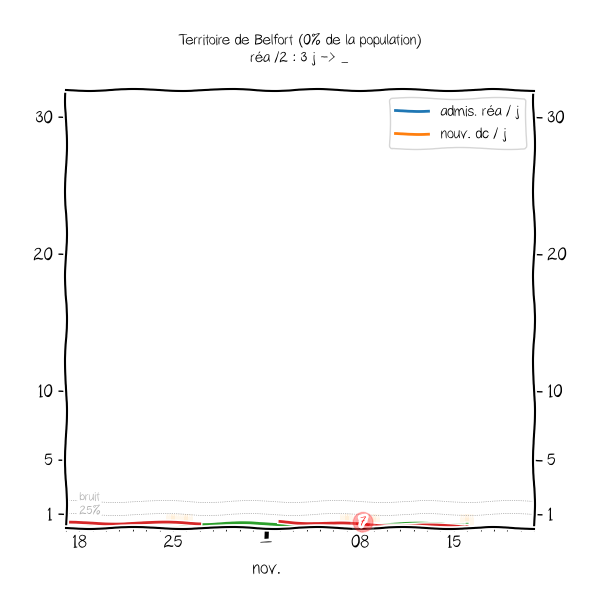 Territoire de Belfort (0% de la population)
réa /2 : 3 j -> _
admis. réa / j
nouv. dc / j
30
30
20
20
10
10
5
5
bruit
25%
1
1
7
18
25
08
15
nov.